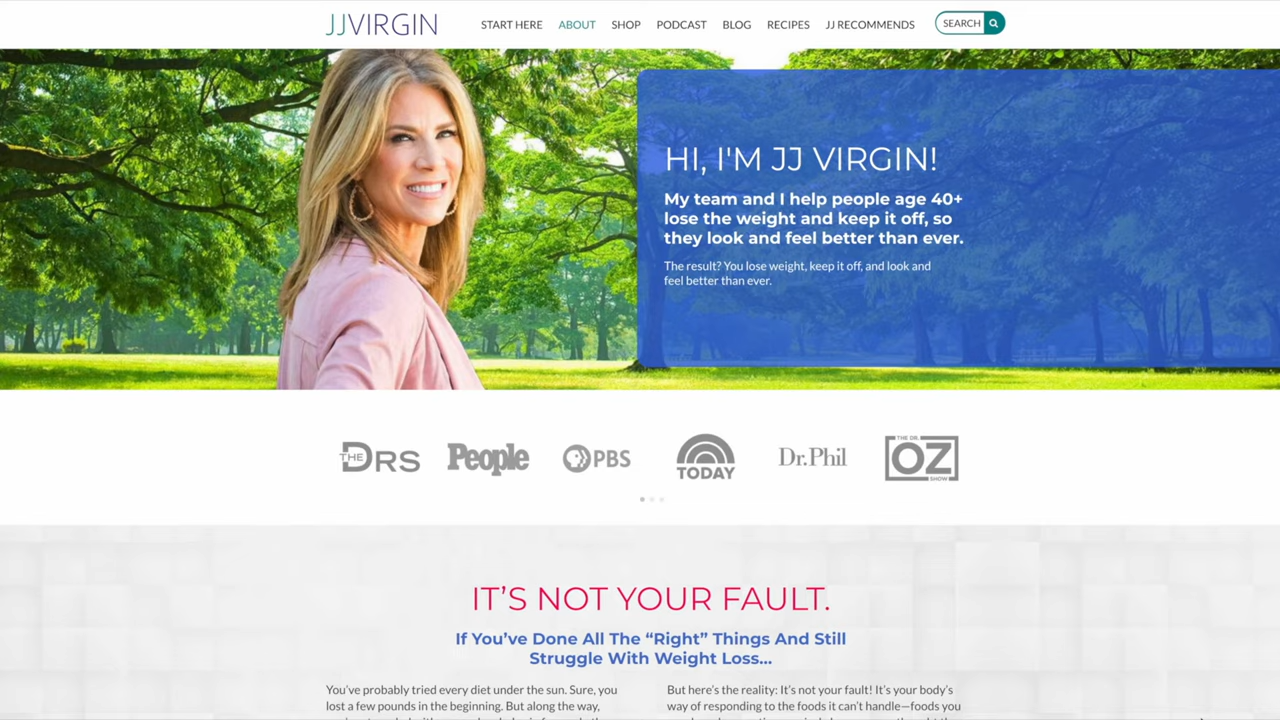 JJVIRGIN
START HERE ABOUT SHOP PODCAST BLOG RECIPES JJ RECOMMENDS SEARCH
HI, I'M JJ VIRGIN!
My team and I help people age 40+
lose the weight and keep it off, so
they look and feel better than ever.
The result? You lose weight, keep it off, and look and
feel better than ever.
THE DRS People PBS TODAY Dr. Phil THE DR. OZ SHOW
IT’S NOT YOUR FAULT.
If You’ve Done All The “Right” Things And Still
Struggle With Weight Loss...
You’ve probably tried every diet under the sun. Sure, you
lost a few pounds in the beginning. But along the way,
But here’s the reality: It’s not your fault! It’s your body’s
way of responding to the foods it can’t handle—foods you